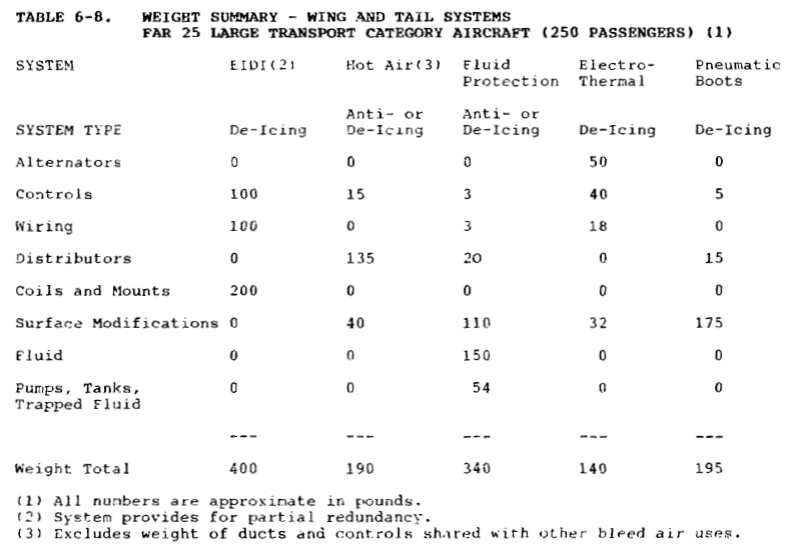 TABLE 6-8. WEIGHT SUMMARY - WING AND TAIL SYSTEMS
FAR 25 LARGE TRANSPORT CATEGORY AIRCRAFT (250 PASSENGERS) (1)
SYSTEM EIDI(2) Hot Air(3) Fluid Electro- Pneumatic
Protection Thermal Boots
Anti- or Anti- or
SYSTEM TYPE De-Icing De-Icing De-Icing De-Icing De-Icing
Alternators 0 0 0 50 0
Controls 100 15 3 40 5
Wiring 100 0 3 18 0
Distributors 0 135 20 0 15
Coils and Mounts 200 0 0 0 0
Surface Modifications 0 40 110 32 175
Fluid 0 0 150 0 0
Pumps, Tanks, 0 0 54 0 0
Trapped Fluid
--- --- --- --- ---
Weight Total 400 190 340 140 195
(1) All numbers are approximate in pounds.
(2) System provides for partial redundancy.
(3) Excludes weight of ducts and controls shared with other bleed air uses.